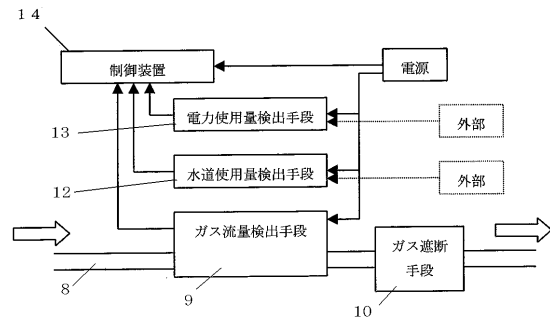 １４
制御装置
電源
電力使用量検出手段
13
外部
水道使用量検出手段
12
外部
ガス流量検出手段
ガス遮断
手段
8
9
10